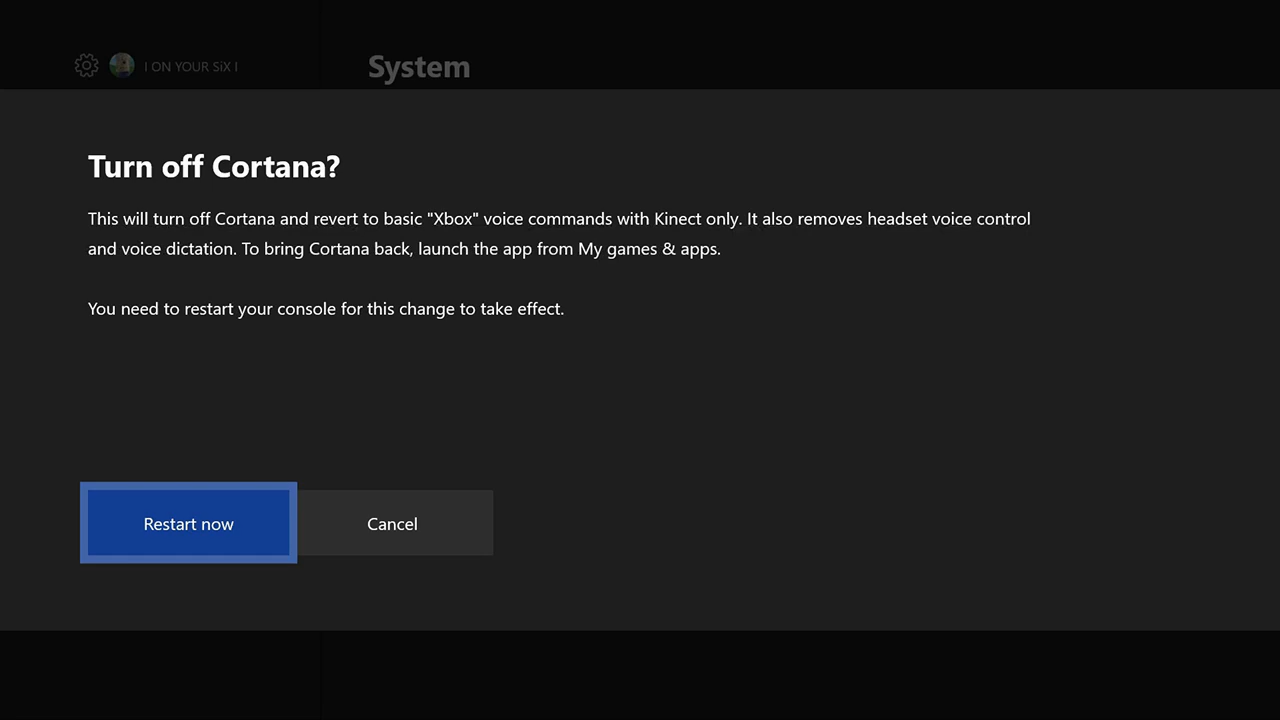 I ON YOUR SiX I
System
Turn off Cortana?
This will turn off Cortana and revert to basic "Xbox" voice commands with Kinect only. It also removes headset voice control
and voice dictation. To bring Cortana back, launch the app from My games & apps.
You need to restart your console for this change to take effect.
Restart now
Cancel